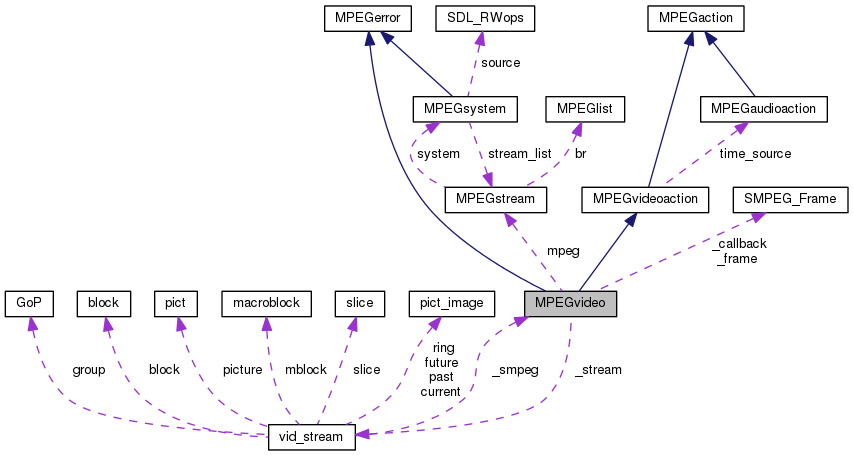 MPEGerror
SDL_RWops
MPEGaction
source
MPEGsystem
MPEGlist
MPEGaudioaction
system
stream_list
br
time_source
MPEGstream
MPEGvideoaction
SMPEG_Frame
mpeg
_callback
_frame
GoP
block
pict
macroblock
slice
pict_image
MPEGvideo
group
block
picture
mblock
slice
ring
future
past
current
_smpeg
_stream
vid_stream